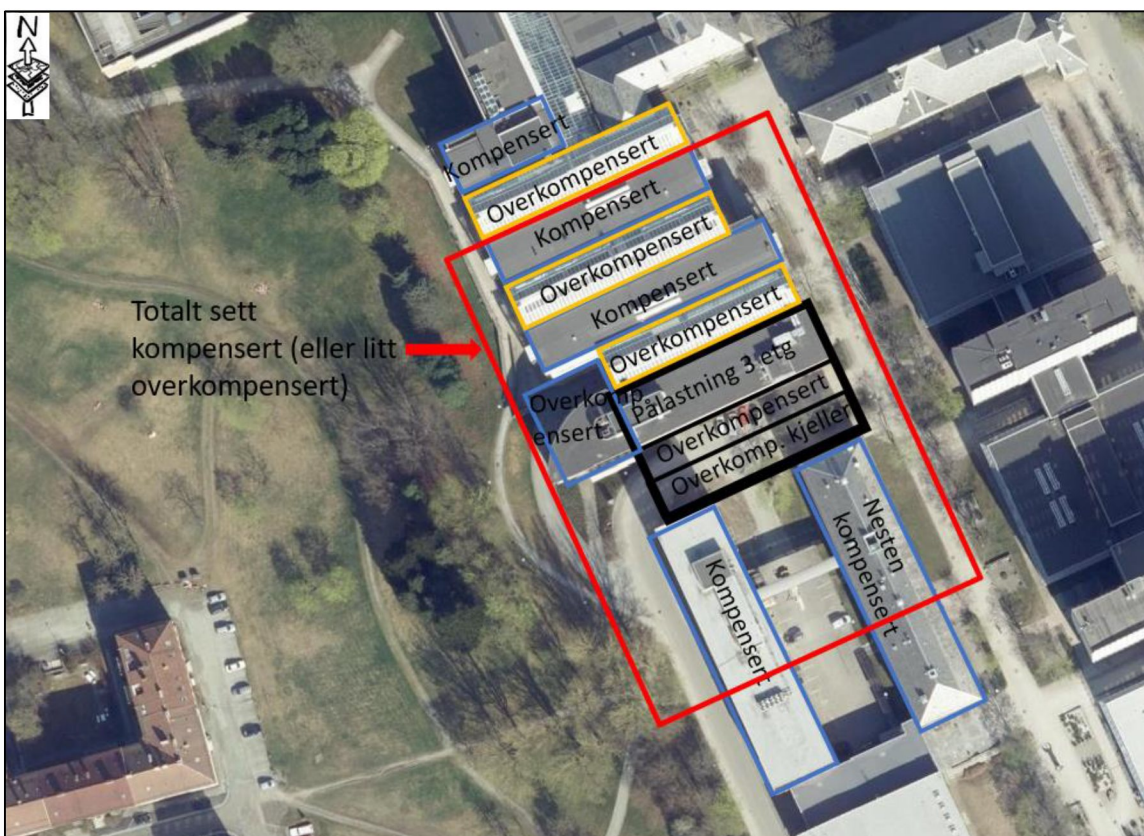 N
Kompensert
Overkompensert
Kompensert
Overkompensert
Kompensert
Overkompensert
Totalt sett
kompensert (eller litt
overkompensert)
Overkomp.
ensert
Pålastning 3 etg
Overkompensert
Overkomp. kjeller
Kompensert
Nesten
kompensert